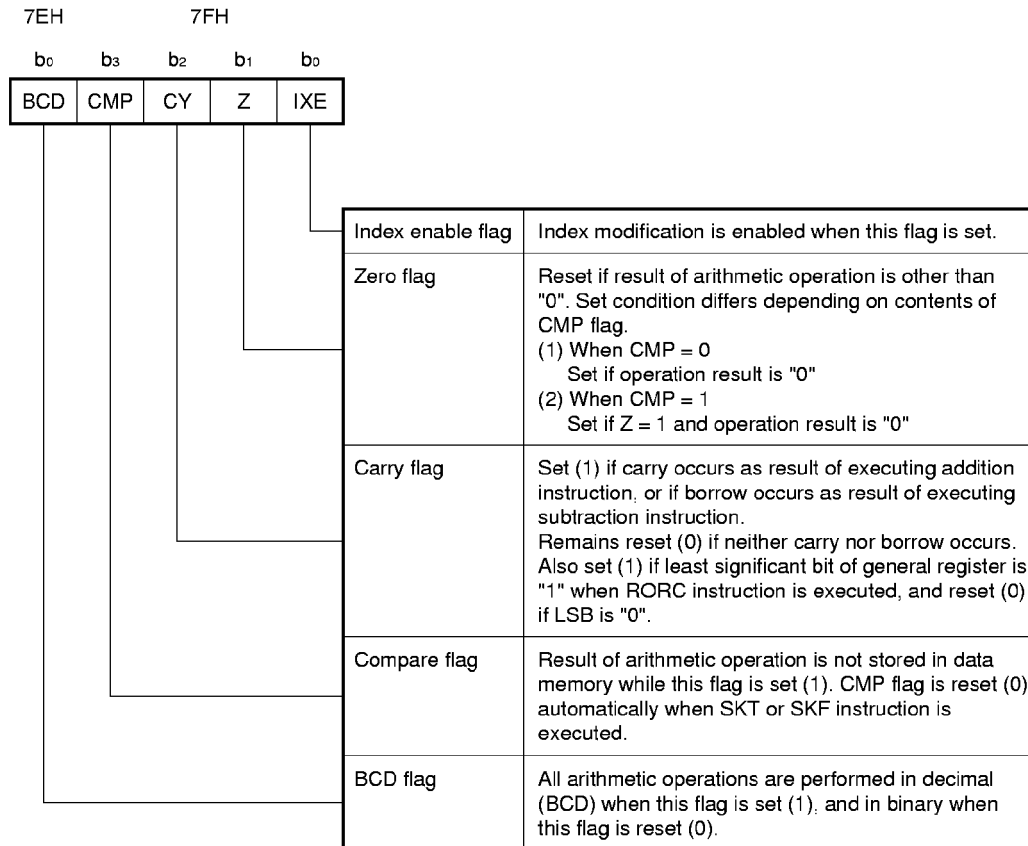 7EH 7FH
b0 b3 b2 b1 b0
BCD CMP CY Z IXE
Index enable flag Index modification is enabled when this flag is set.
Zero flag Reset if result of arithmetic operation is other than
"0". Set condition differs depending on contents of
CMP flag.
(1) When CMP = 0
Set if operation result is "0"
(2) When CMP = 1
Set if Z = 1 and operation result is "0"
Carry flag Set (1) if carry occurs as result of executing addition
instruction, or if borrow occurs as result of executing
subtraction instruction.
Remains reset (0) if neither carry nor borrow occurs.
Also set (1) if least significant bit of general register is
"1" when RORC instruction is executed, and reset (0)
if LSB is "0".
Compare flag Result of arithmetic operation is not stored in data
memory while this flag is set (1). CMP flag is reset (0)
automatically when SKT or SKF instruction is
executed.
BCD flag All arithmetic operations are performed in decimal
(BCD) when this flag is set (1), and in binary when
this flag is reset (0).